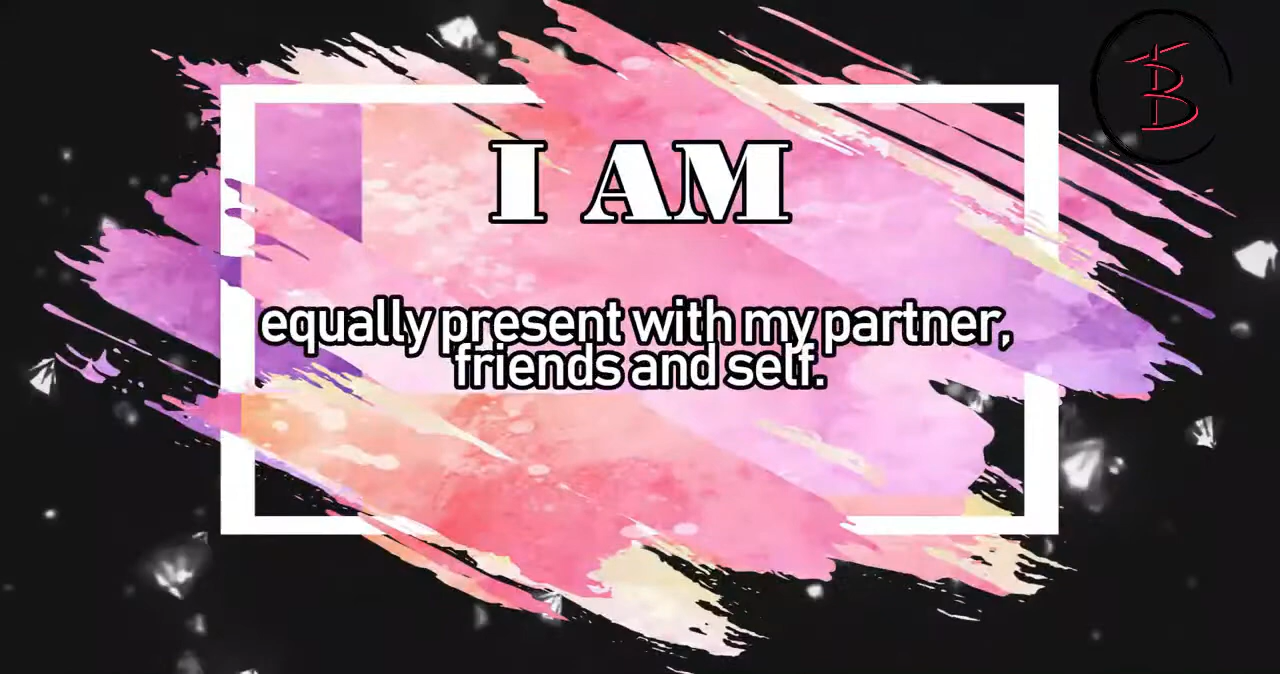 I AM
equally present with my partner,
friends and self.